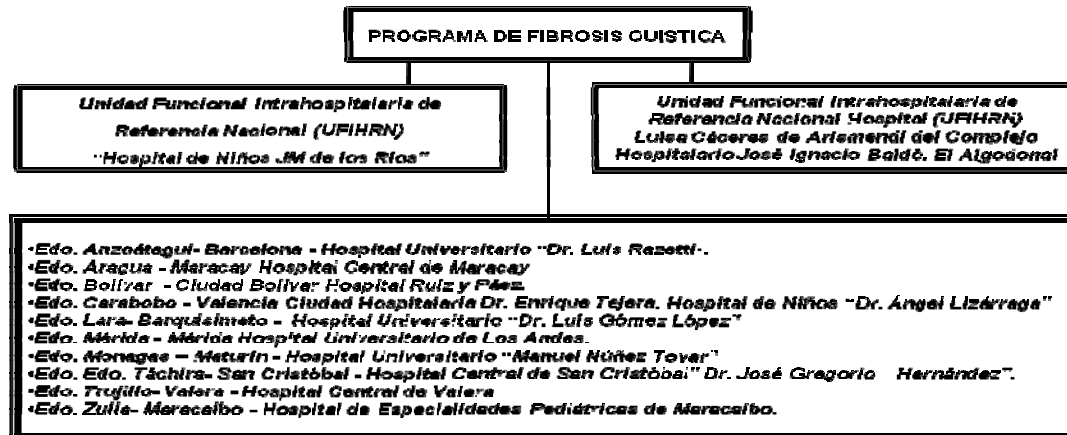 PROGRAMA DE FIBROSIS QUISTICA
Unidad Funcional Intrahospitalaria de
Referencia Nacional (UFIHRN)
"Hospital de Niños JM de los Ríos"
Unidad Funcional Intrahospitalaria de
Referencia Nacional Hospital (UFIHRN)
Luisa Cáceres de Arismendi del Complejo
Hospitalario José Ignacio Baldó. El Algodonal
•Edo. Anzoátegui- Barcelona - Hospital Universitario "Dr. Luis Razetti-.
•Edo. Aragua - Maracay Hospital Central de Maracay
•Edo. Bolívar - Ciudad Bolívar Hospital Ruiz y Páez
•Edo. Carabobo - Valencia Ciudad Hospitalaria Dr. Enrique Tejera. Hospital de Niños "Dr. Ángel Lizárraga"
•Edo. Lara- Barquisimeto - Hospital Universitario "Dr. Luis Gómez López"
•Edo. Mérida - Mérida Hospital Universitario de Los Andes.
•Edo. Monagas – Maturín - Hospital Universitario "Manuel Núñez Tovar"
•Edo. Edo. Táchira- San Cristóbal - Hospital Central de San Cristóbal" Dr. José Gregorio Hernández".
•Edo. Trujillo- Valera - Hospital Central de Valera
•Edo. Zulia- Maracaibo - Hospital de Especialidades Pediátricas de Maracaibo.